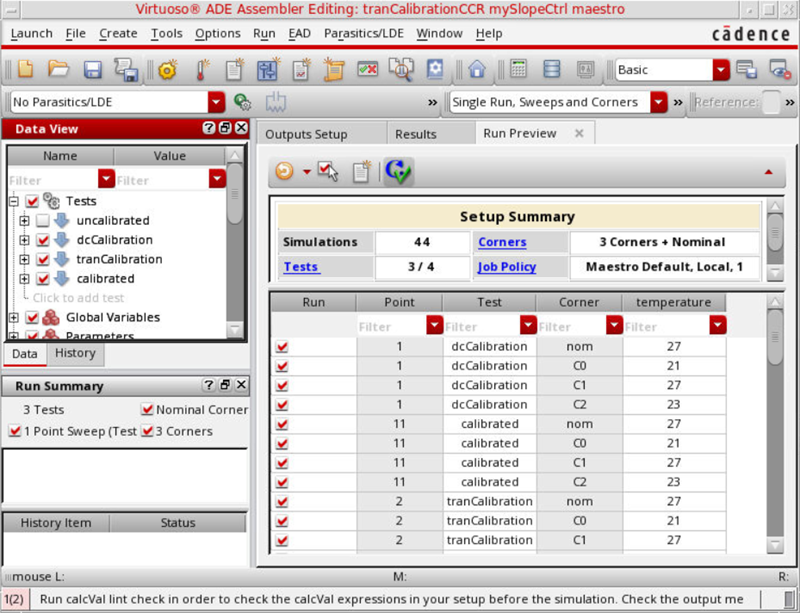 Virtuoso® ADE Assembler Editing: tranCalibrationCCR mySlopeCtrl maestro
Launch File Create Tools Options Run EAD Parasitics/LDE Window Help
cādence
Basic
No Parasitics/LDE
»
Single Run, Sweeps and Corners
»
Reference:
»
Data View
Name Value
Filter Filter
Tests
uncalibrated
dcCalibration
tranCalibration
calibrated
Click to add test
Global Variables
Parameters
Data History
Run Summary
3 Tests Nominal Corner
1 Point Sweep (Test 3 Corners
History Item Status
Outputs Setup Results Run Preview
Setup Summary
Simulations 44 Corners 3 Corners + Nominal
Tests 3 / 4 Job Policy Maestro Default, Local, 1
Run Point Test Corner temperature
Filter Filter Filter Filter
1 dcCalibration nom 27
1 dcCalibration C0 21
1 dcCalibration C1 27
1 dcCalibration C2 23
11 calibrated nom 27
11 calibrated C0 21
11 calibrated C1 27
11 calibrated C2 23
2 tranCalibration nom 27
2 tranCalibration C0 21
2 tranCalibration C1 27
mouse L: M: R:
1(2) Run calcVal lint check in order to check the calcVal expressions in your setup before the simulation. Check the output me